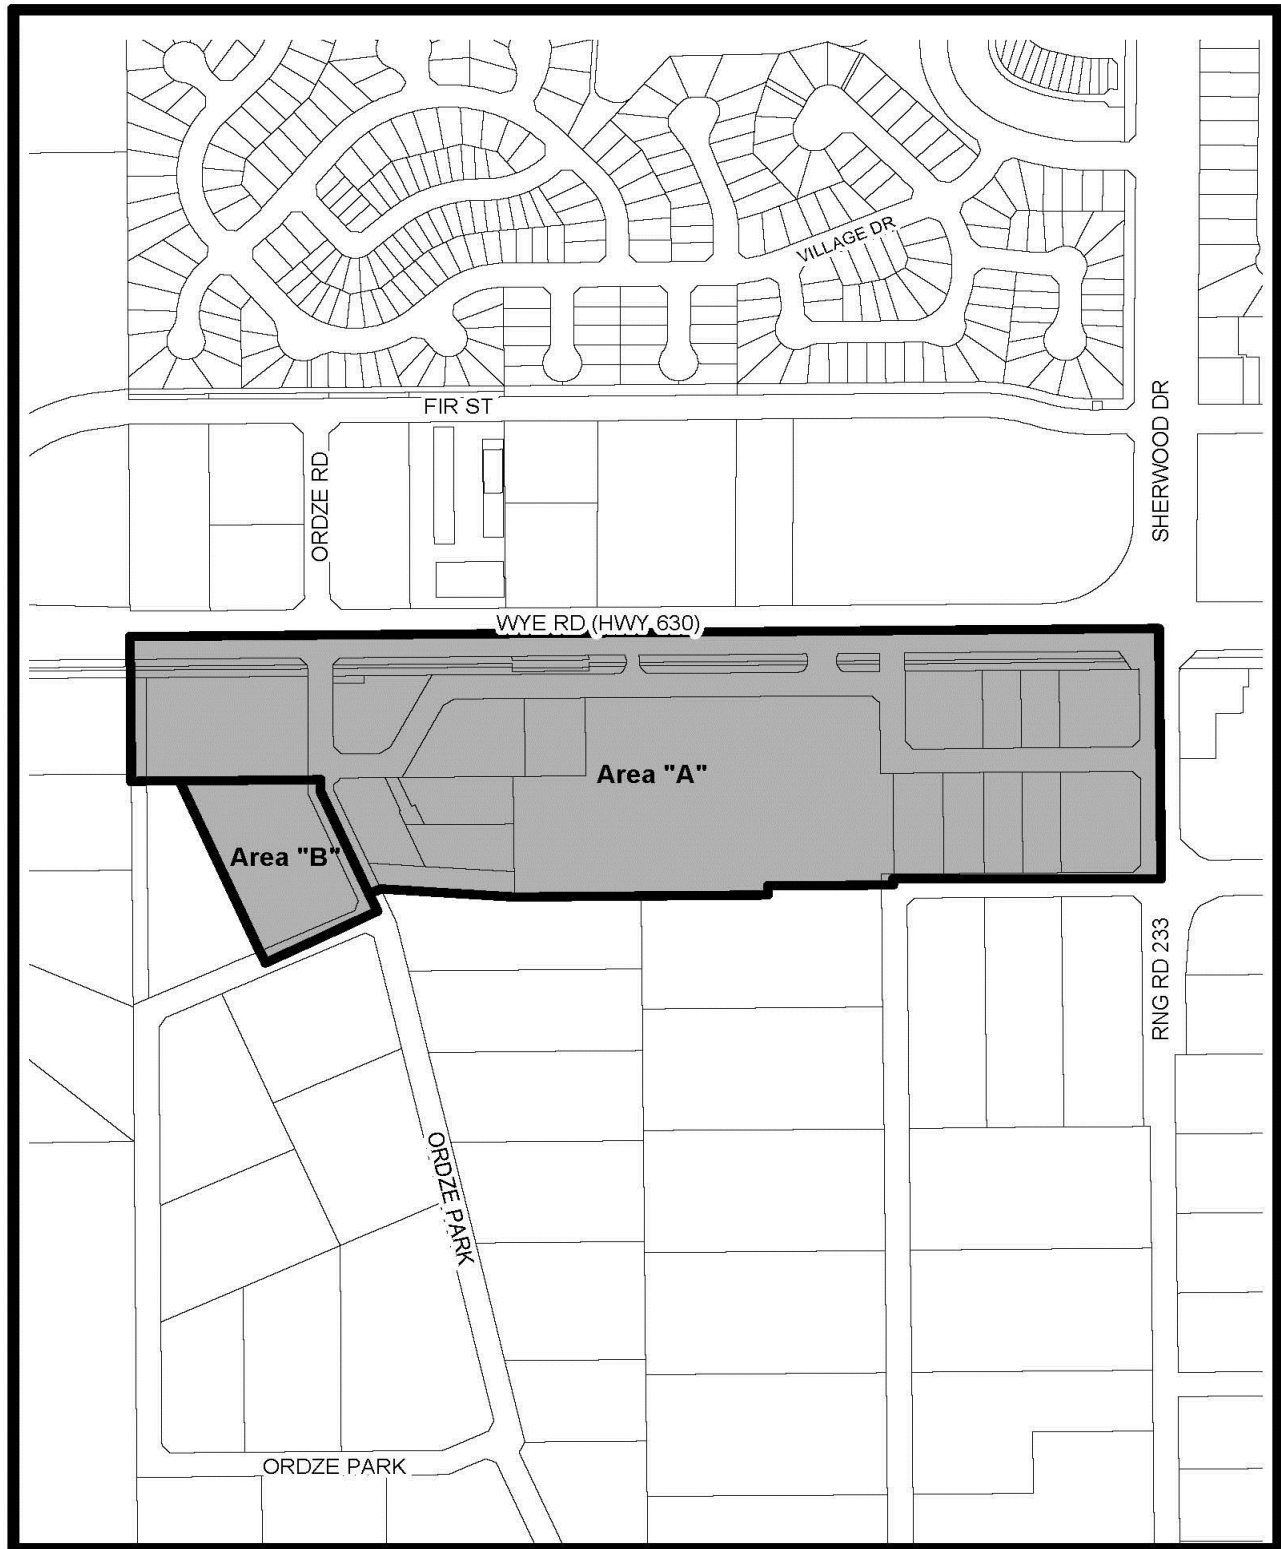 VILLAGE DR
FIR ST
SHERWOOD DR
ORDZE RD
WYE RD (HWY 630)
Area "A"
Area "B"
RNG RD 233
ORDZE PARK
ORDZE PARK